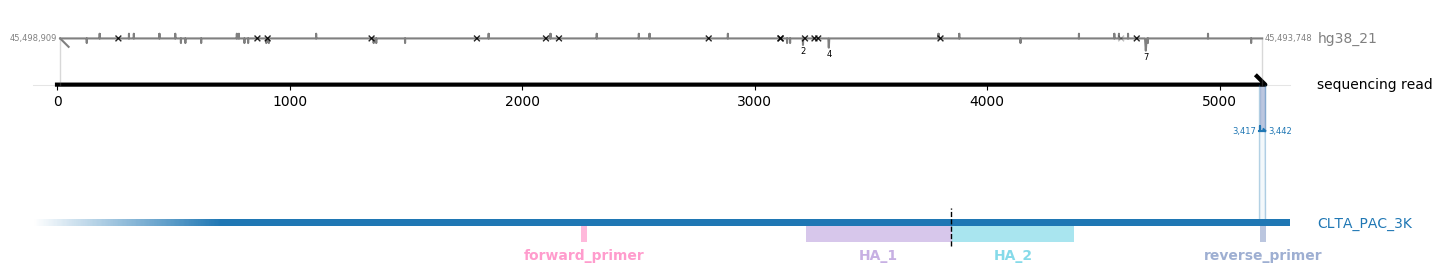 45,498,909 45,493,748 hg38_21
2 4 7
sequencing read
0 1000 2000 3000 4000 5000
3,417 3,442
CLTA_PAC_3K
forward_primer HA_1 HA_2 reverse_primer